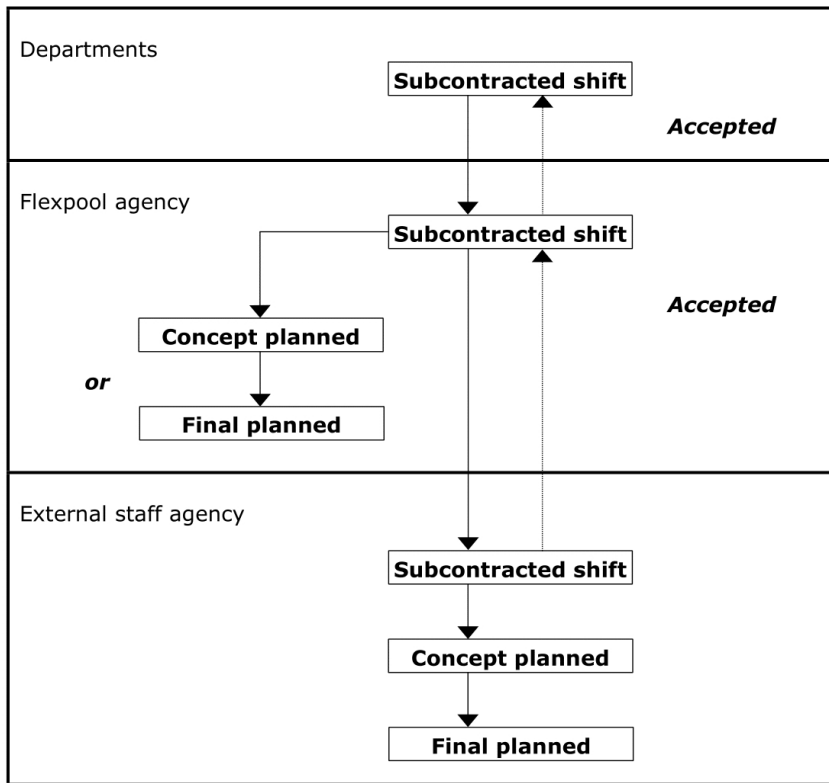 Departments
Subcontracted shift
Accepted
Flexpool agency
Subcontracted shift
Accepted
Concept planned
or
Final planned
External staff agency
Subcontracted shift
Concept planned
Final planned